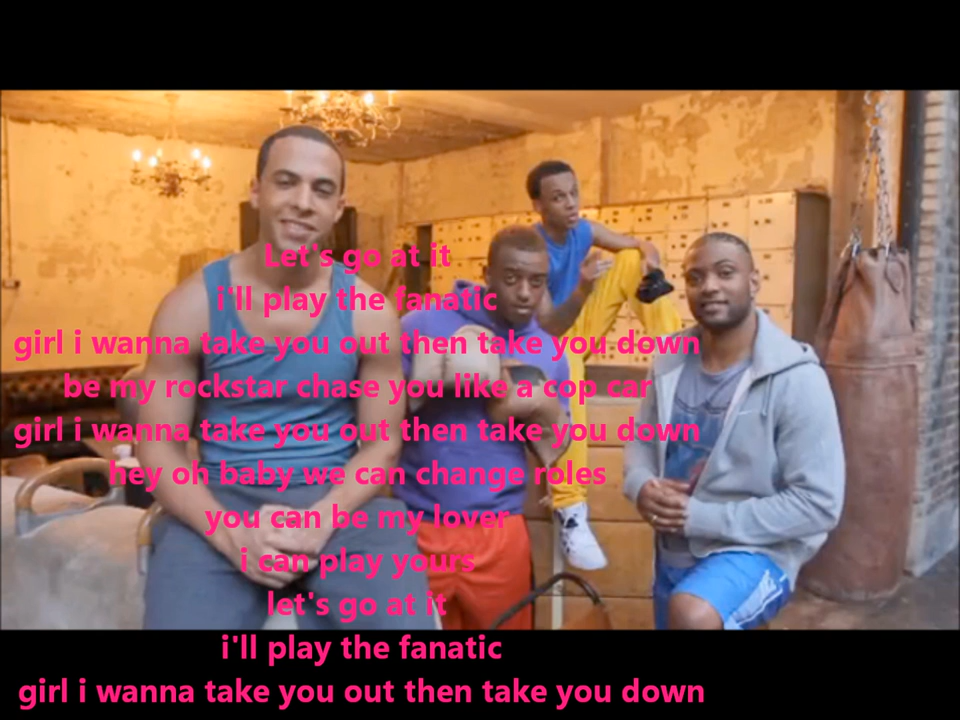 Let's go at it
i'll play the fanatic
girl i wanna take you out then take you down
be my rockstar chase you like a cop car
girl i wanna take you out then take you down
hey oh baby we can change roles
you can be my lover
i can play yours
let's go at it
i'll play the fanatic
girl i wanna take you out then take you down